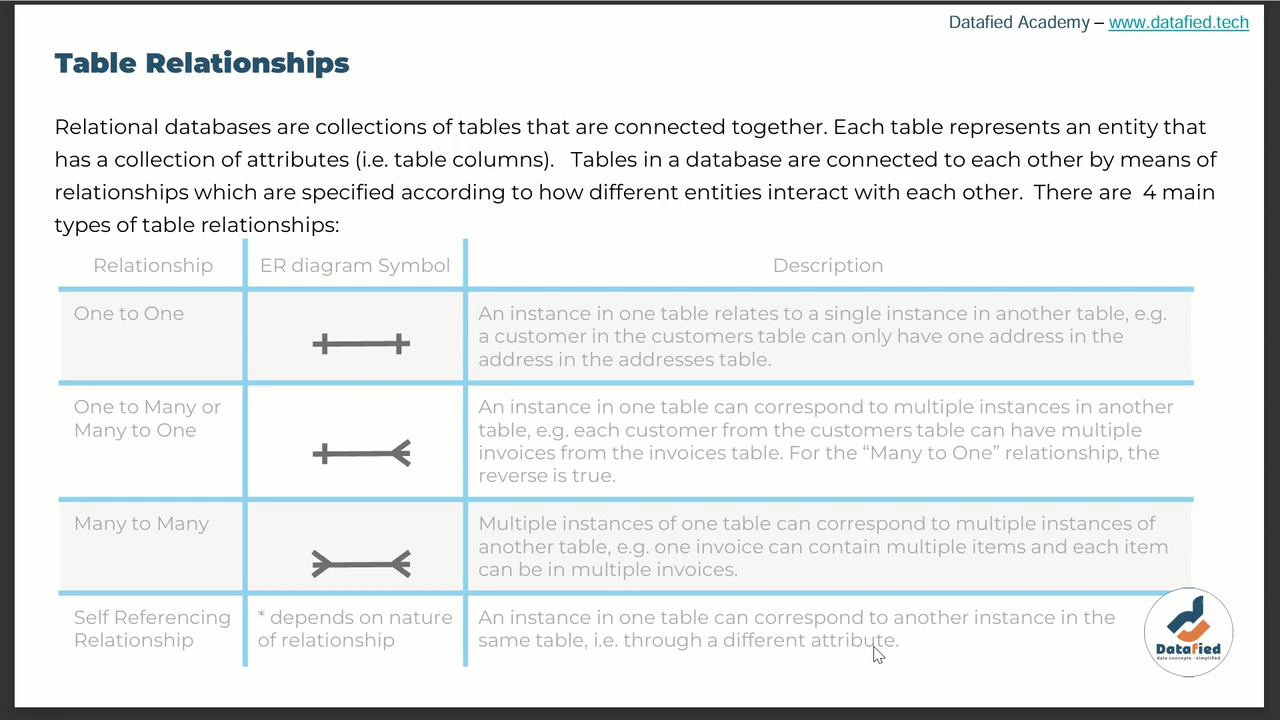 Datafied Academy – www.datafied.tech
Table Relationships
Relational databases are collections of tables that are connected together. Each table represents an entity that
has a collection of attributes (i.e. table columns). Tables in a database are connected to each other by means of
relationships which are specified according to how different entities interact with each other. There are 4 main
types of table relationships:
Relationship ER diagram Symbol Description
One to One
An instance in one table relates to a single instance in another table, e.g.
a customer in the customers table can only have one address in the
address in the addresses table.
One to Many or
Many to One
An instance in one table can correspond to multiple instances in another
table, e.g. each customer from the customers table can have multiple
invoices from the invoices table. For the “Many to One” relationship, the
reverse is true.
Many to Many
Multiple instances of one table can correspond to multiple instances of
another table, e.g. one invoice can contain multiple items and each item
can be in multiple invoices.
Self Referencing
Relationship
* depends on nature
of relationship
An instance in one table can correspond to another instance in the
same table, i.e. through a different attribute.
Datafied
data concepts - simplified